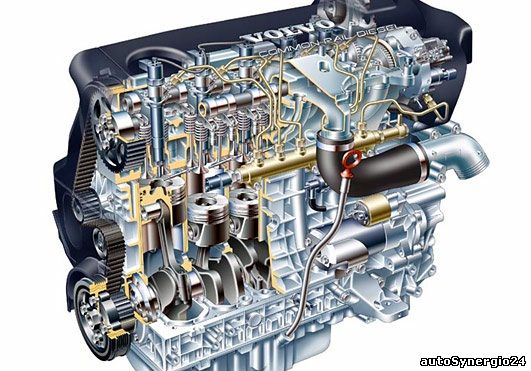 VOLVO
COMMON RAIL DIESEL
autoSynergio24